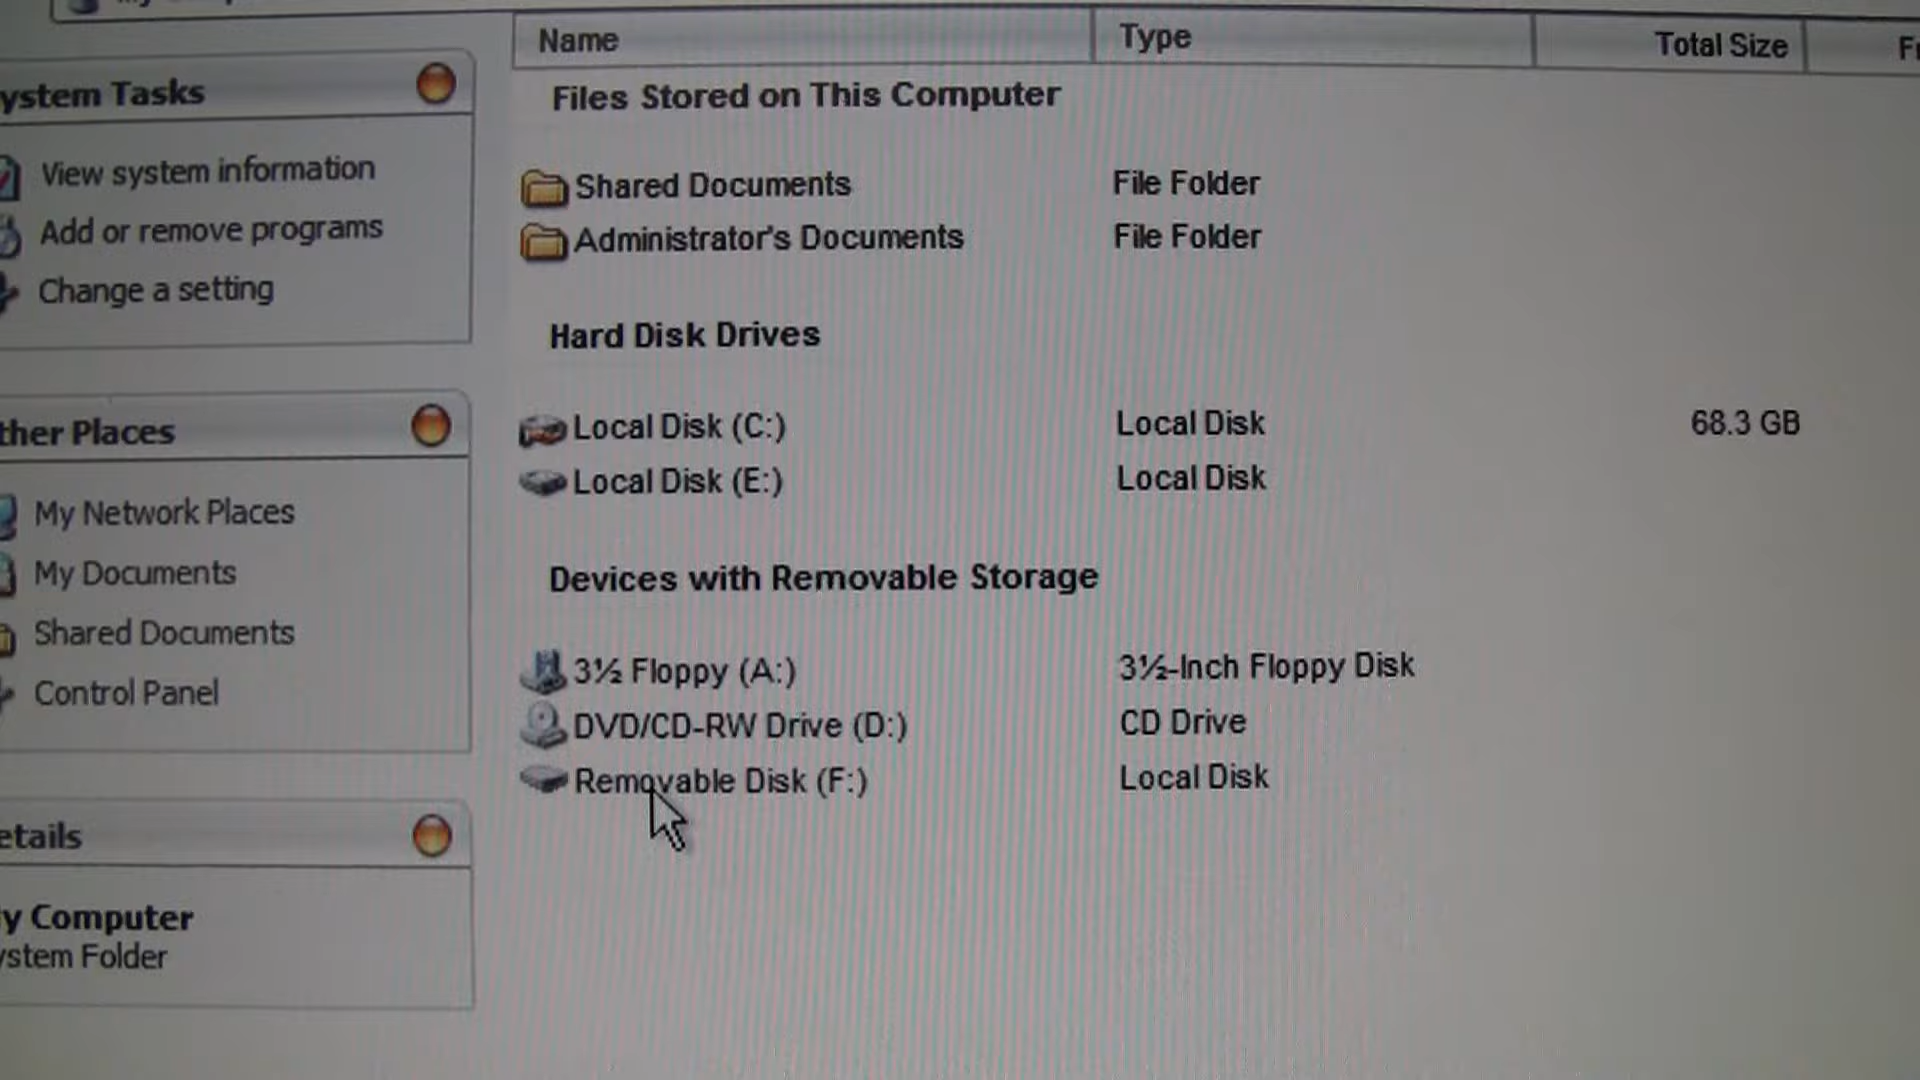 Name Type Total Size
Files Stored on This Computer
Shared Documents File Folder
Administrator's Documents File Folder
Hard Disk Drives
Local Disk (C:) Local Disk 68.3 GB
Local Disk (E:) Local Disk
Devices with Removable Storage
3½ Floppy (A:) 3½-Inch Floppy Disk
DVD/CD-RW Drive (D:) CD Drive
Removable Disk (F:) Local Disk
ystem Tasks
View system information
Add or remove programs
Change a setting
ther Places
My Network Places
My Documents
Shared Documents
Control Panel
etails
y Computer
ystem Folder